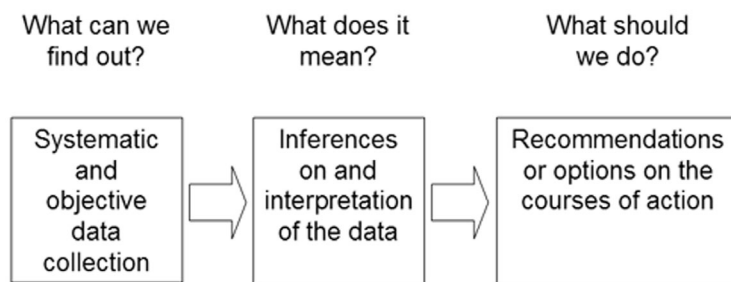 What can we
find out?
What does it
mean?
What should
we do?
Systematic
and
objective
data
collection
Inferences
on and
interpretation
of the data
Recommendations
or options on the
courses of action